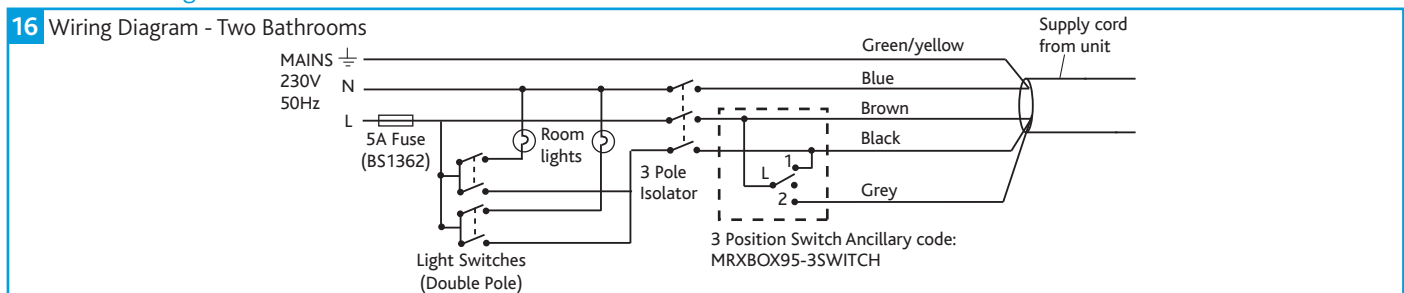 16 Wiring Diagram - Two Bathrooms
MAINS
230V
50Hz
N
L
5A Fuse
(BS1362)
Room
lights
Light Switches
(Double Pole)
3 Pole
Isolator
Green/yellow
Blue
Brown
Black
Grey
L
1
2
3 Position Switch Ancillary code:
MRXBOX95-3SWITCH
Supply cord
from unit